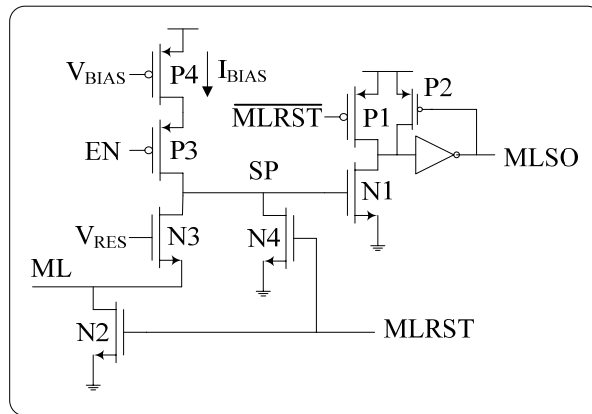 V_BIAS
P4
I_BIAS
P2
MLRST
P1
EN
P3
SP
MLSO
N1
V_RES
N3
N4
ML
N2
MLRST